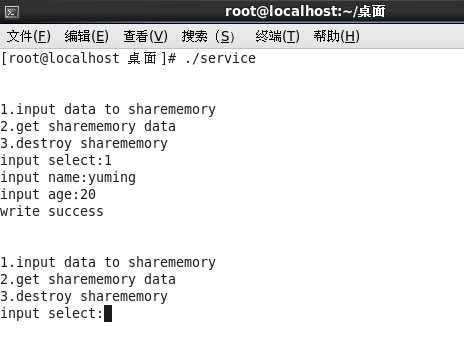 root@localhost:~/桌面
文件(F) 编辑(E) 查看(V) 搜索 (S) 终端(T) 帮助(H)
[root@localhost 桌面]# ./service
1.input data to sharememory
2.get sharememory data
3.destroy sharememory
input select:1
input name:yuming
input age:20
write success
1.input data to sharememory
2.get sharememory data
3.destroy sharememory
input select: